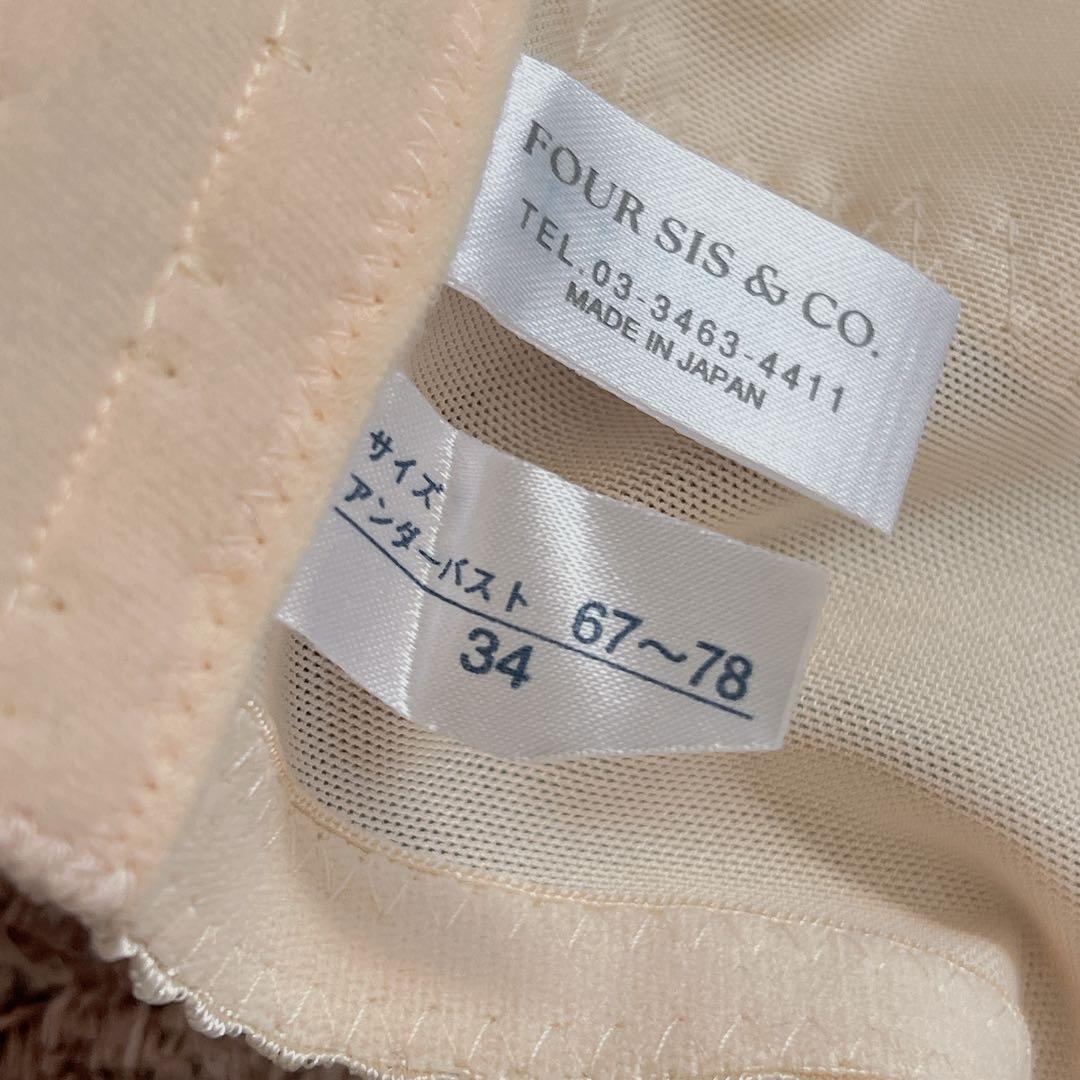 FOUR SIS & CO.
TEL.03-3463-4411
MADE IN JAPAN
サイズ
アンダーバスト 67～78
34